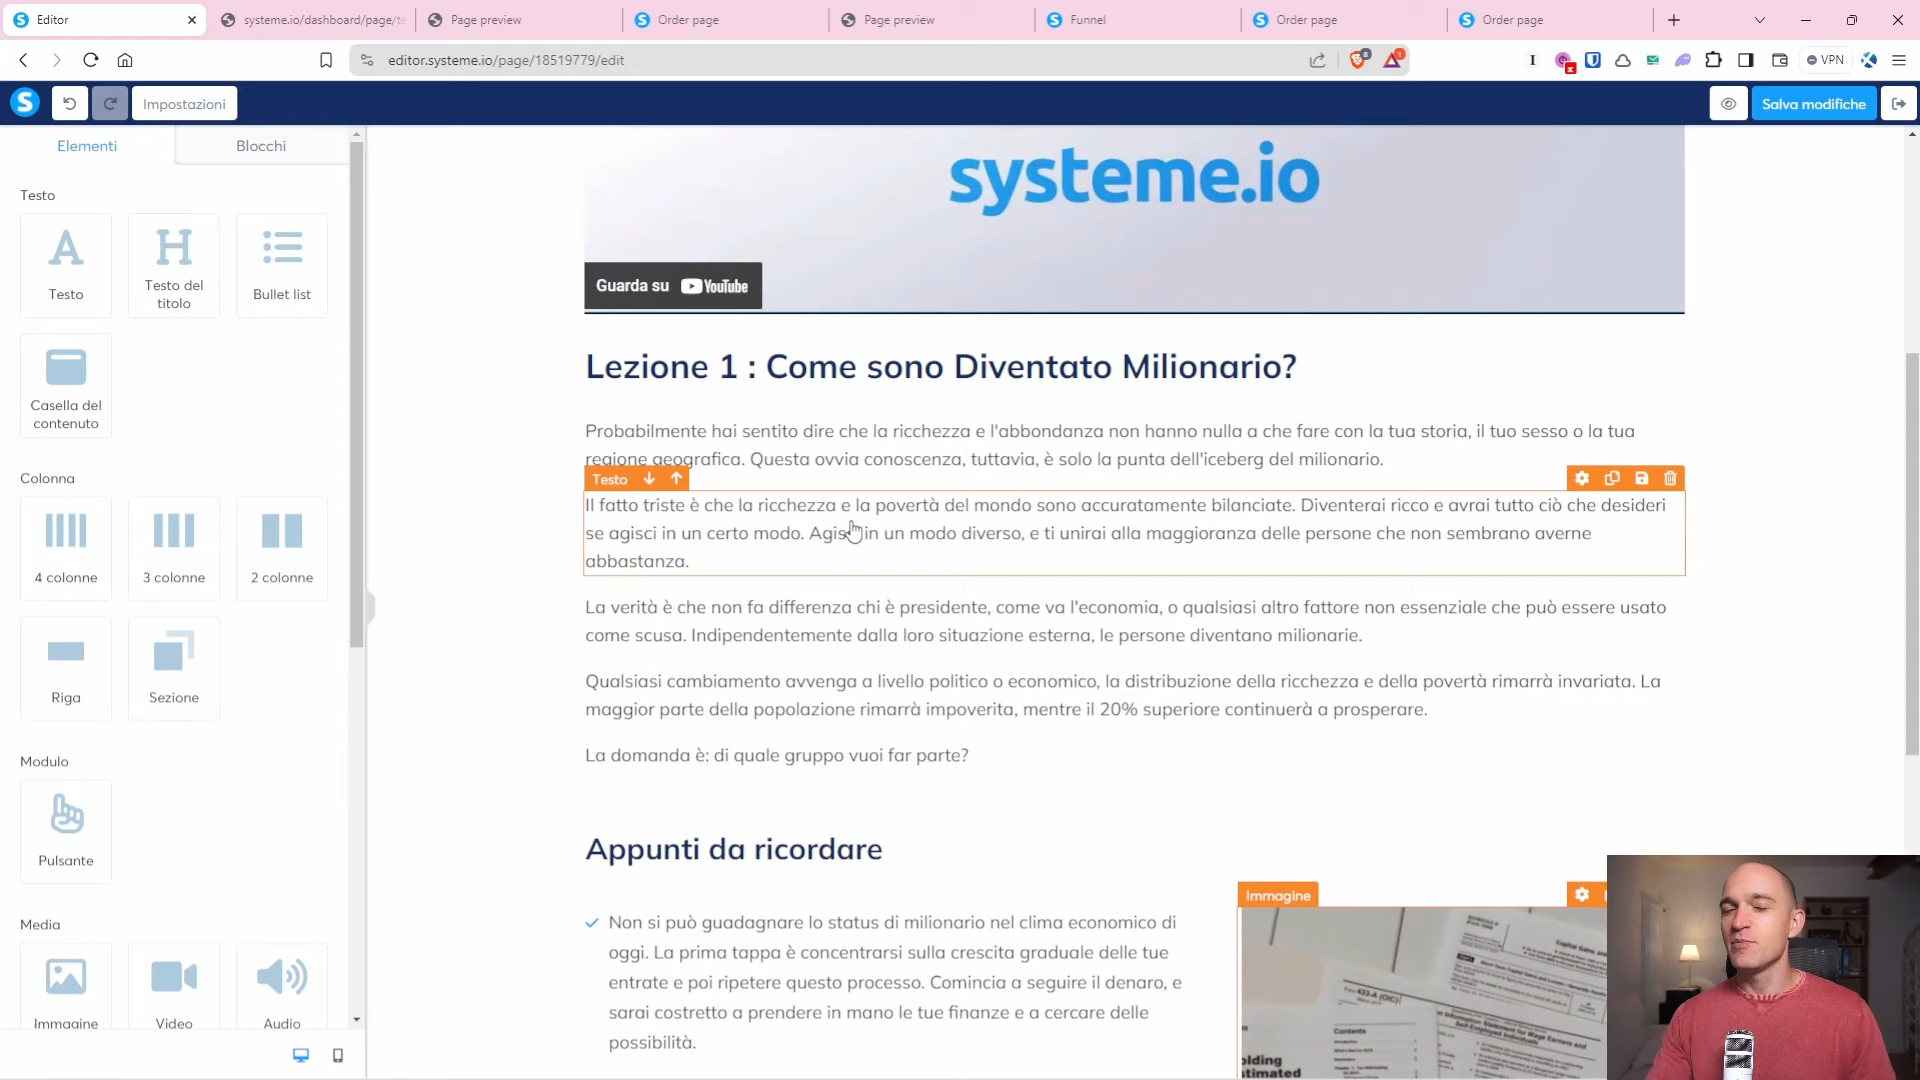 Editor
systeme.io/dashboard/page/te
Page preview
Order page
Page preview
Funnel
Order page
Order page
editor.systeme.io/page/18519779/edit
VPN
Impostazioni
Salva modifiche
Elementi
Blocchi
Testo
Testo
Testo del
titolo
Bullet list
Casella del
contenuto
Colonna
4 colonne
3 colonne
2 colonne
Riga
Sezione
Modulo
Pulsante
Media
Immagine
Video
Audio
systeme.io
Guarda su YouTube
Lezione 1 : Come sono Diventato Milionario?
Probabilmente hai sentito dire che la ricchezza e l'abbondanza non hanno nulla a che fare con la tua storia, il tuo sesso o la tua
regione geografica. Questa ovvia conoscenza, tuttavia, è solo la punta dell'iceberg del milionario.
Testo
Il fatto triste è che la ricchezza e la povertà del mondo sono accuratamente bilanciate. Diventerai ricco e avrai tutto ciò che desideri
se agisci in un certo modo. Agisci in un modo diverso, e ti unirai alla maggioranza delle persone che non sembrano averne
abbastanza.
La verità è che non fa differenza chi è presidente, come va l'economia, o qualsiasi altro fattore non essenziale che può essere usato
come scusa. Indipendentemente dalla loro situazione esterna, le persone diventano milionarie.
Qualsiasi cambiamento avvenga a livello politico o economico, la distribuzione della ricchezza e della povertà rimarrà invariata. La
maggior parte della popolazione rimarrà impoverita, mentre il 20% superiore continuerà a prosperare.
La domanda è: di quale gruppo vuoi far parte?
Appunti da ricordare
Immagine
Non si può guadagnare lo status di milionario nel clima economico di
oggi. La prima tappa è concentrarsi sulla crescita graduale delle tue
entrate e poi ripetere questo processo. Comincia a seguire il denaro, e
sarai costretto a prendere in mano le tue finanze e a cercare delle
possibilità.
Form 433-A (OIC)
Contents
olding
stimated